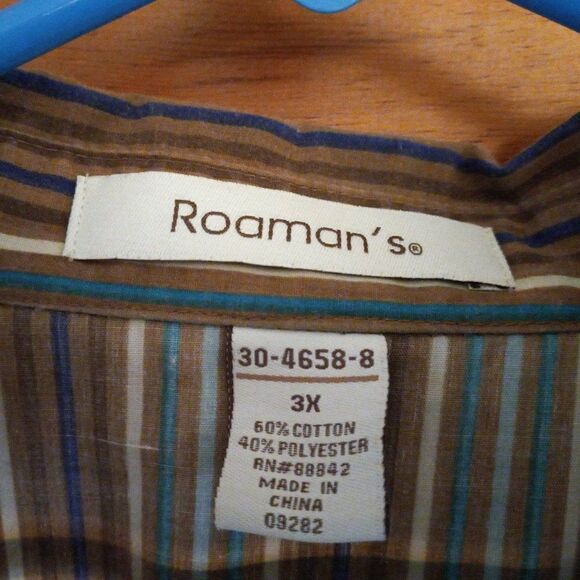 Roaman's®
30-4658-8
3X
60% COTTON
40% POLYESTER
RN#88842
MADE IN
CHINA
09282